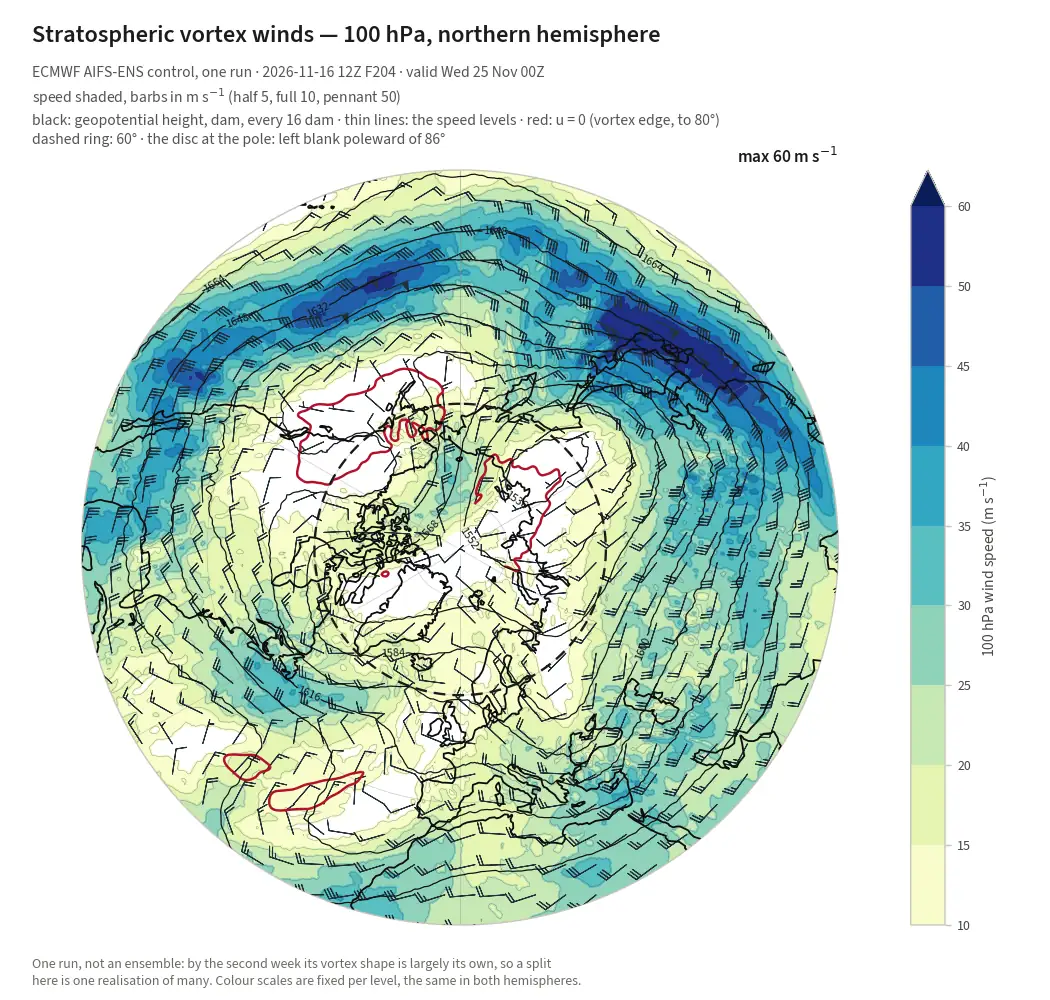 Stratospheric vortex winds — 100 hPa, northern hemisphere
ECMWF AIFS-ENS control, one run · 2026-11-16 12Z F204 · valid Wed 25 Nov 00Z
speed shaded, barbs in m s⁻¹ (half 5, full 10, pennant 50)
black: geopotential height, dam, every 16 dam · thin lines: the speed levels · red: u = 0 (vortex edge, to 80°)
dashed ring: 60° · the disc at the pole: left blank poleward of 86°
max 60 m s⁻¹
1664
1632
1568
1552
1584
1616
60
50
45
40
35
30
25
20
15
10
100 hPa wind speed (m s⁻¹)
One run, not an ensemble: by the second week its vortex shape is largely its own, so a split
here is one realisation of many. Colour scales are fixed per level, the same in both hemispheres.